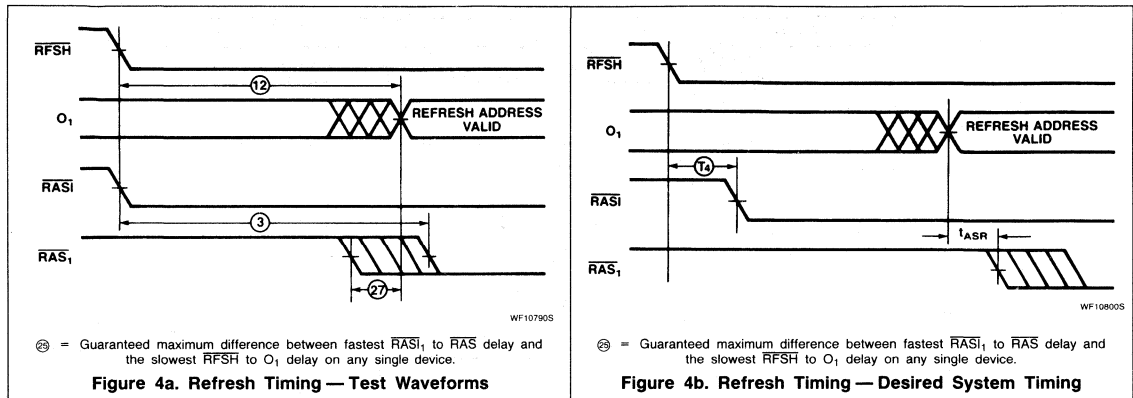 RFSH
12
O1
REFRESH ADDRESS
VALID
RASI
3
RAS1
27
WF10790S
25 = Guaranteed maximum difference between fastest RASI1 to RAS delay and
the slowest RFSH to O1 delay on any single device.
Figure 4a. Refresh Timing — Test Waveforms
RFSH
O1
REFRESH ADDRESS
VALID
T4
RASI
tASR
RAS1
WF10800S
25 = Guaranteed maximum difference between fastest RASI1 to RAS delay and
the slowest RFSH to O1 delay on any single device.
Figure 4b. Refresh Timing — Desired System Timing